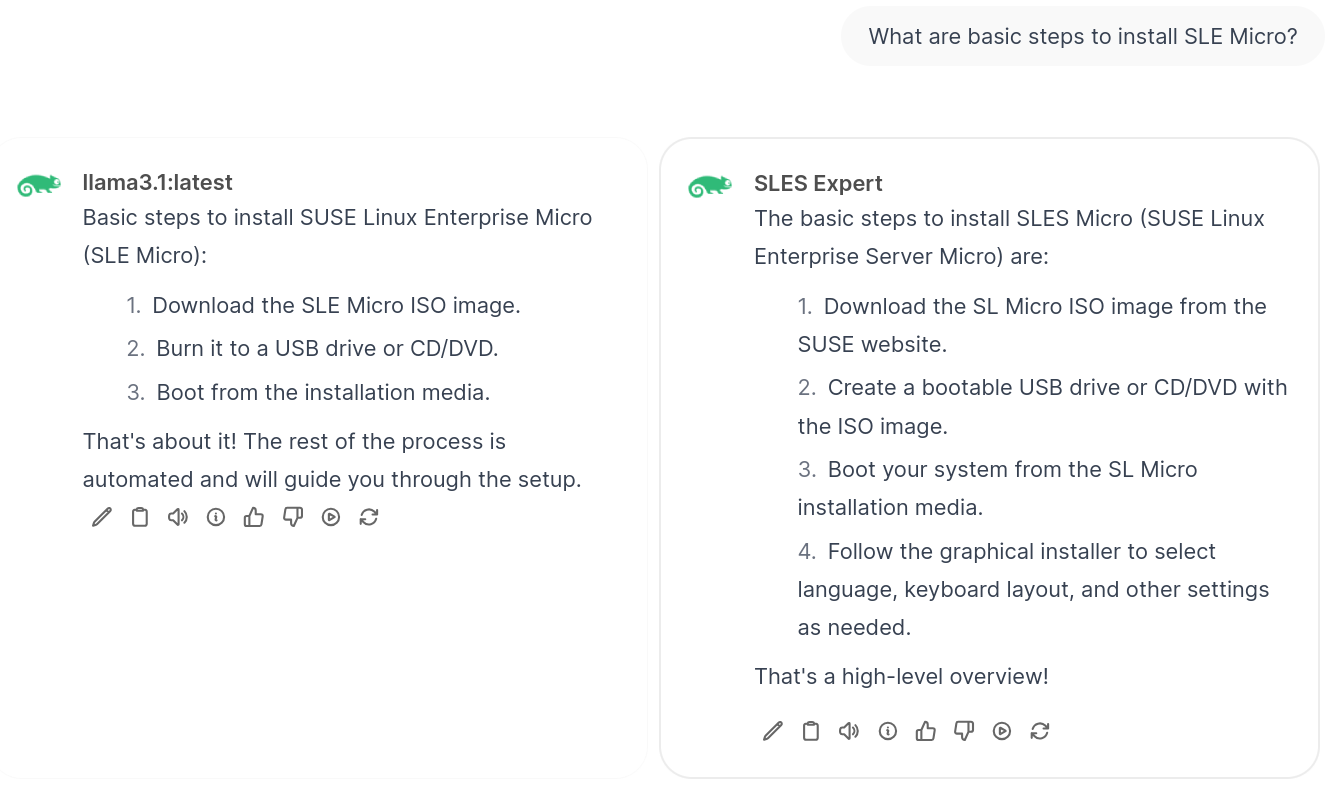 What are basic steps to install SLE Micro?
llama3.1:latest
Basic steps to install SUSE Linux Enterprise Micro
(SLE Micro):
1. Download the SLE Micro ISO image.
2. Burn it to a USB drive or CD/DVD.
3. Boot from the installation media.
That's about it! The rest of the process is
automated and will guide you through the setup.
SLES Expert
The basic steps to install SLES Micro (SUSE Linux
Enterprise Server Micro) are:
1. Download the SL Micro ISO image from the
SUSE website.
2. Create a bootable USB drive or CD/DVD with
the ISO image.
3. Boot your system from the SL Micro
installation media.
4. Follow the graphical installer to select
language, keyboard layout, and other settings
as needed.
That's a high-level overview!